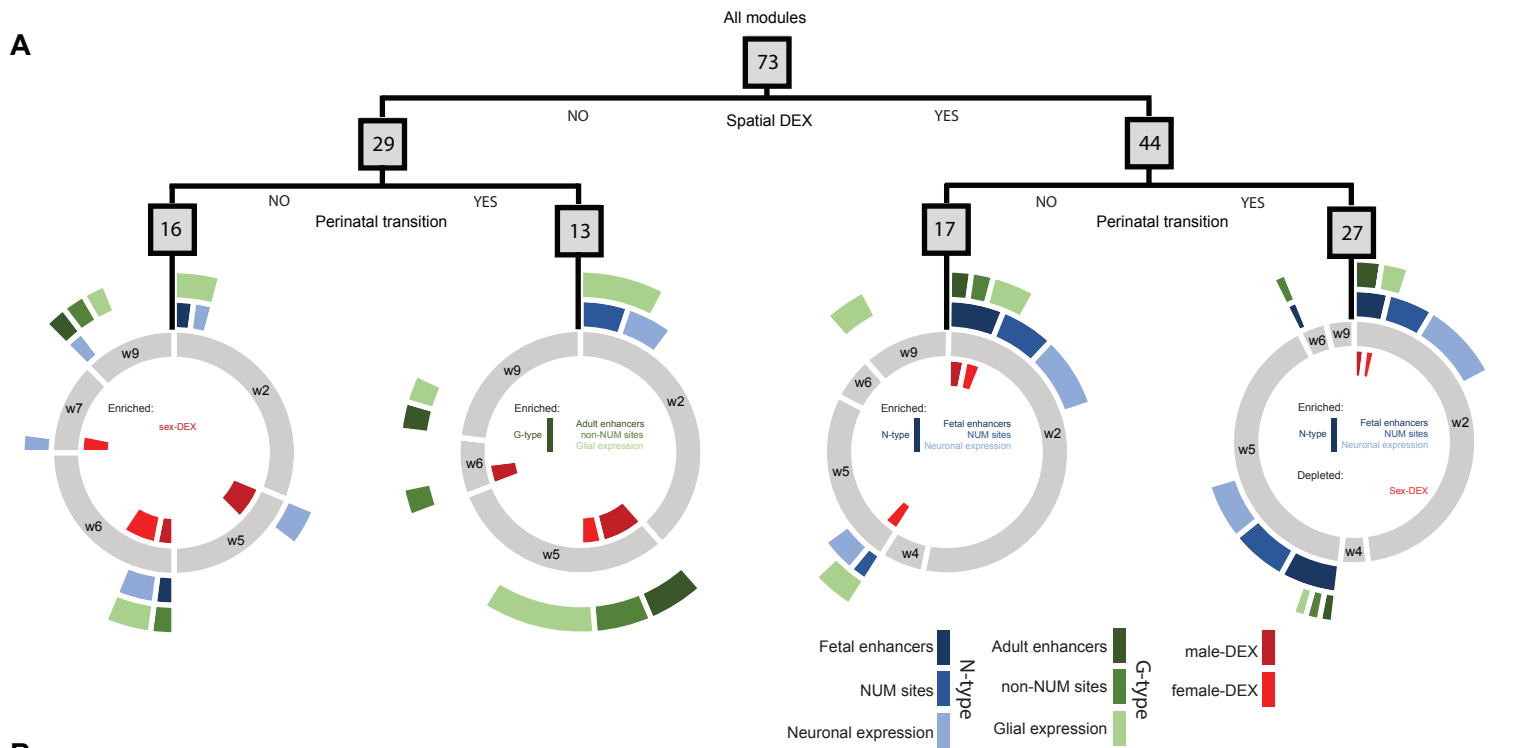 All modules
A
73
NO
Spatial DEX
YES
29
44
NO
YES
Perinatal transition
NO
YES
Perinatal transition
16
13
17
27
w9
w2
w7
w6
w5
Enriched:
sex-DEX
w9
w2
w6
w5
Enriched:
G-type
Adult enhancers
non-NUM sites
Glial expression
w9
w6
w2
w5
w4
Enriched:
N-type
Fetal enhancers
NUM sites
Neuronal expression
w6
w9
w2
w5
w4
Enriched:
N-type
Fetal enhancers
NUM sites
Neuronal expression
Depleted:
Sex-DEX
Fetal enhancers
NUM sites
Neuronal expression
N-type
Adult enhancers
non-NUM sites
Glial expression
G-type
male-DEX
female-DEX